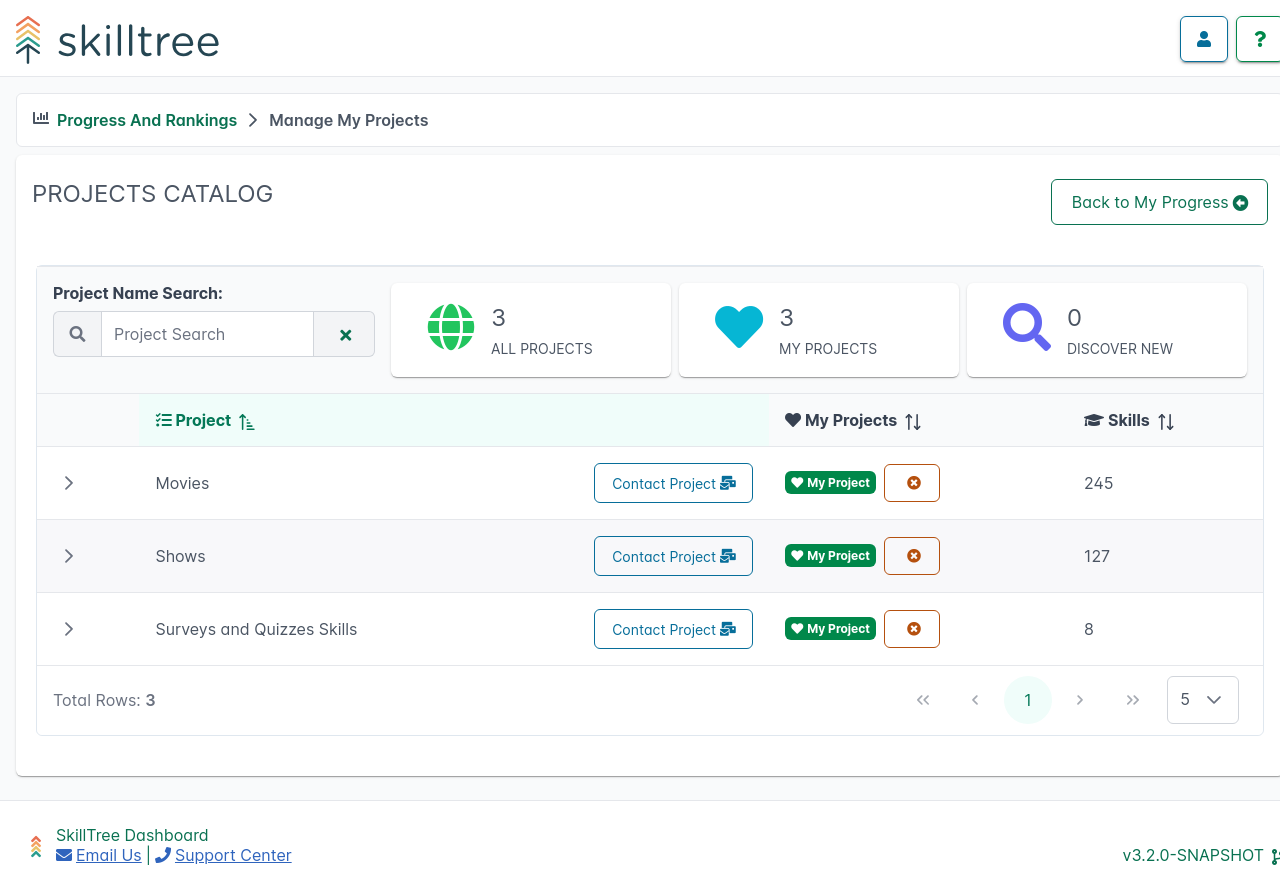 skilltree
?
Progress And Rankings > Manage My Projects
PROJECTS CATALOG
Back to My Progress
Project Name Search:
Project Search
3
ALL PROJECTS
3
MY PROJECTS
0
DISCOVER NEW
Project My Projects Skills
Movies Contact Project My Project 245
Shows Contact Project My Project 127
Surveys and Quizzes Skills Contact Project My Project 8
Total Rows: 3 1 5
SkillTree Dashboard
Email Us | Support Center
v3.2.0-SNAPSHOT